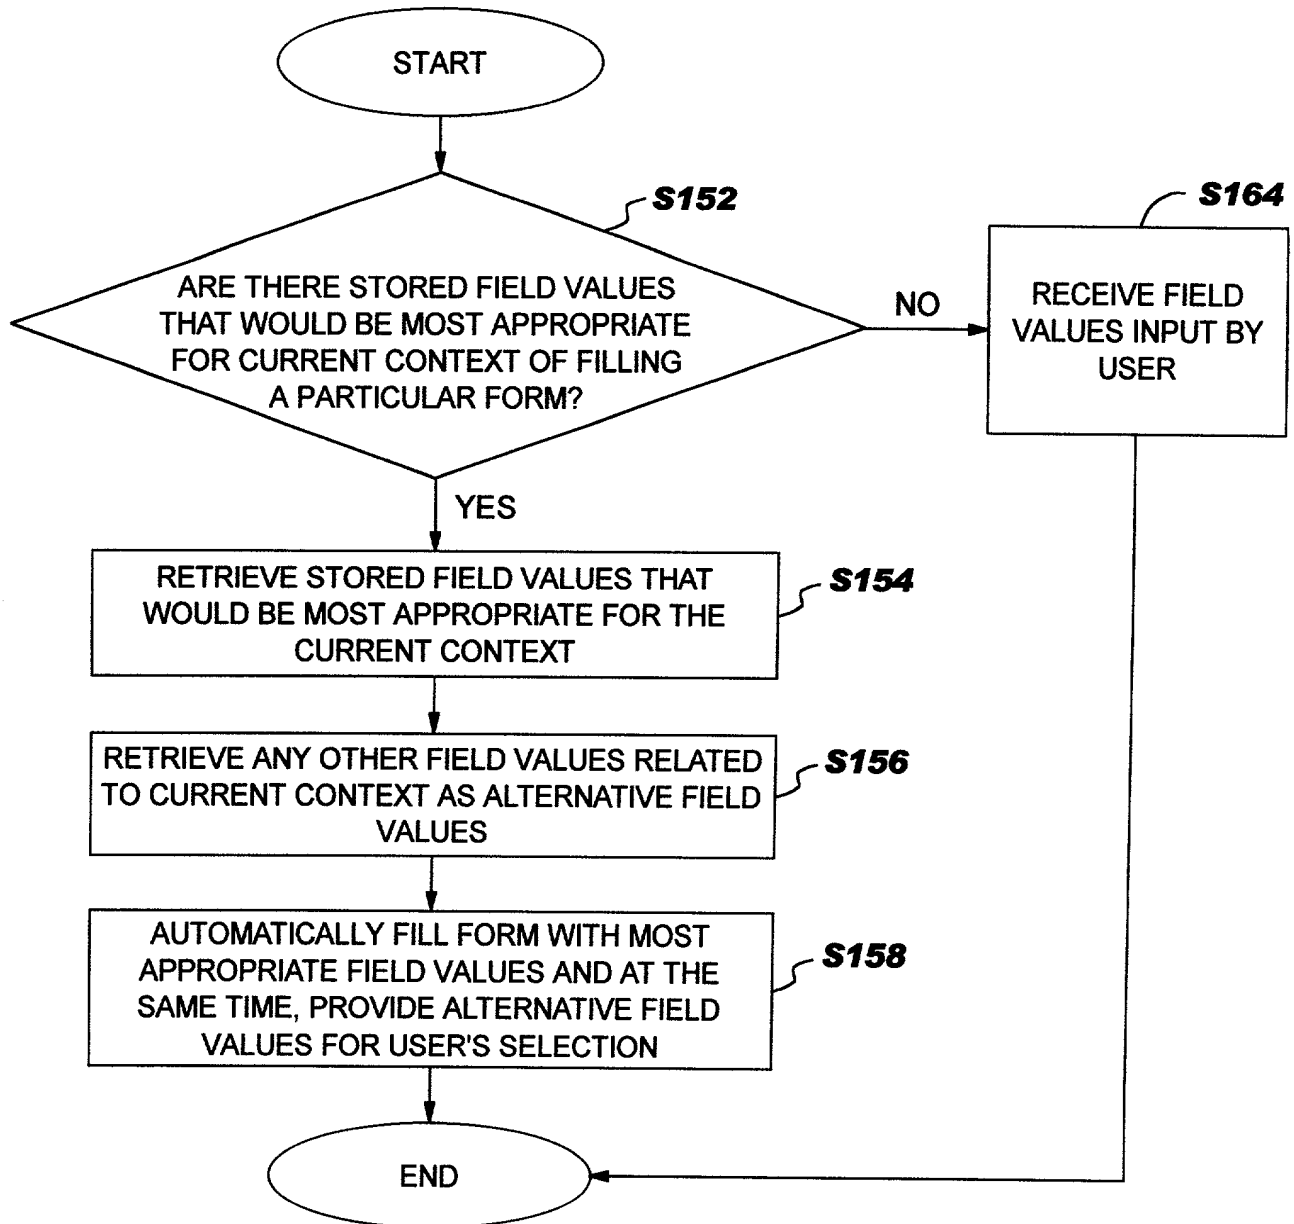 START
S152
S164
ARE THERE STORED FIELD VALUES
THAT WOULD BE MOST APPROPRIATE
FOR CURRENT CONTEXT OF FILLING
A PARTICULAR FORM?
NO
RECEIVE FIELD
VALUES INPUT BY
USER
YES
RETRIEVE STORED FIELD VALUES THAT
WOULD BE MOST APPROPRIATE FOR THE
CURRENT CONTEXT
S154
RETRIEVE ANY OTHER FIELD VALUES RELATED
TO CURRENT CONTEXT AS ALTERNATIVE FIELD
VALUES
S156
AUTOMATICALLY FILL FORM WITH MOST
APPROPRIATE FIELD VALUES AND AT THE
SAME TIME, PROVIDE ALTERNATIVE FIELD
VALUES FOR USER'S SELECTION
S158
END